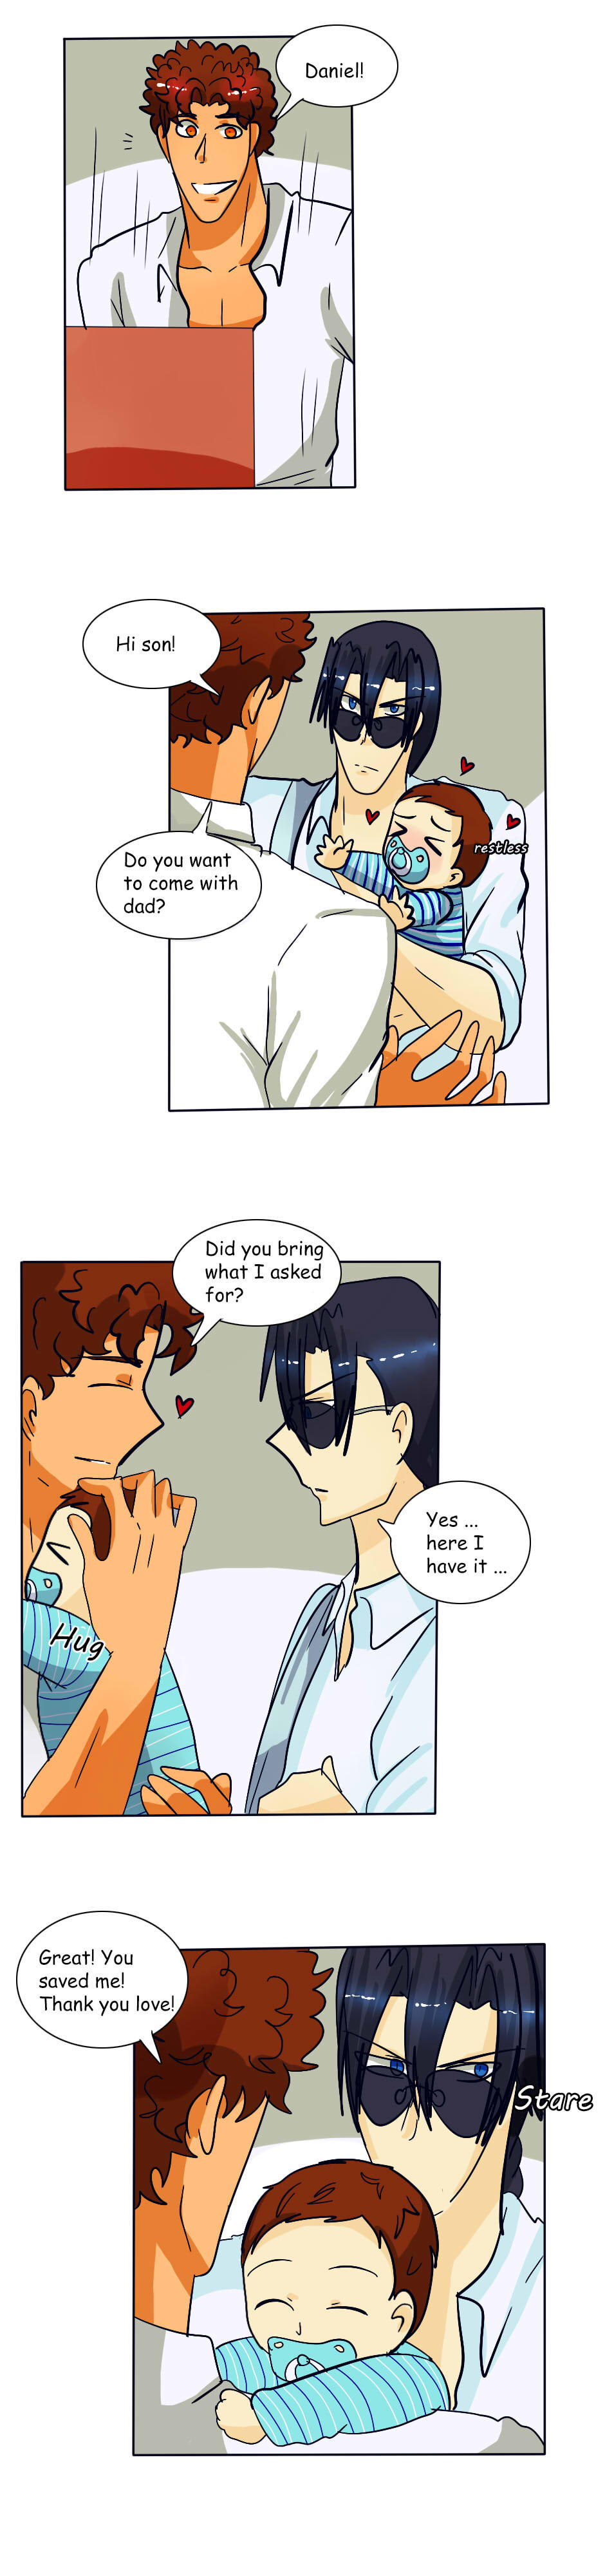 Daniel!
Hi son!
restless
Do you want
to come with
dad?
Did you bring
what I asked
for?
Yes ...
here I
have it ...
Hug
Great! You
saved me!
Thank you love!
Stare